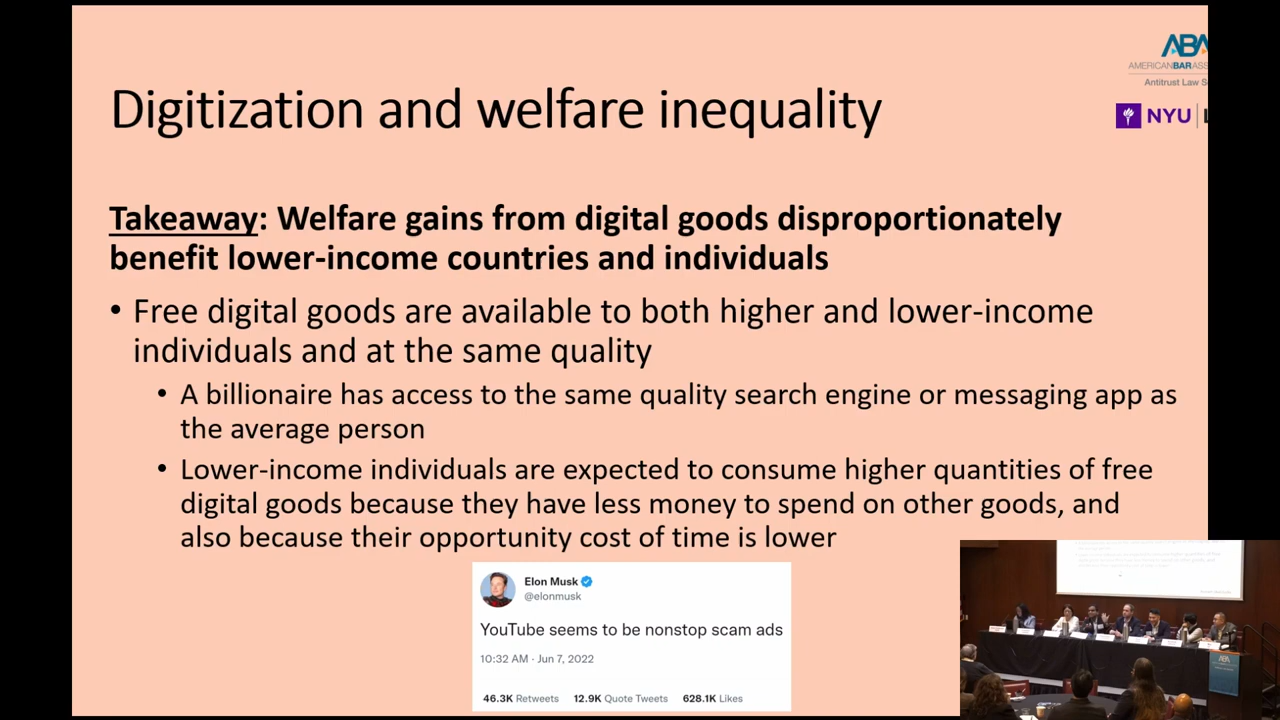 ABA
AMERICANBARASS
Antitrust Law S
NYU
Digitization and welfare inequality
Takeaway: Welfare gains from digital goods disproportionately
benefit lower-income countries and individuals
• Free digital goods are available to both higher and lower-income
individuals and at the same quality
• A billionaire has access to the same quality search engine or messaging app as
the average person
• Lower-income individuals are expected to consume higher quantities of free
digital goods because they have less money to spend on other goods, and
also because their opportunity cost of time is lower
Elon Musk
@elonmusk
YouTube seems to be nonstop scam ads
10:32 AM · Jun 7, 2022
46.3K Retweets 12.9K Quote Tweets 628.1K Likes
ABA